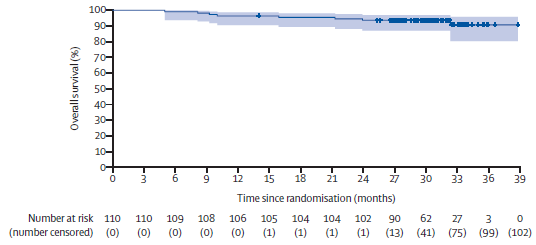 Overall survival (%)
100
90
80
70
60
50
40
30
20
10
0
0 3 6 9 12 15 18 21 24 27 30 33 36 39
Time since randomisation (months)
Number at risk 110 110 109 108 106 105 104 104 102 90 62 27 3 0
(number censored) (0) (0) (0) (0) (0) (1) (1) (1) (1) (13) (41) (75) (99) (102)